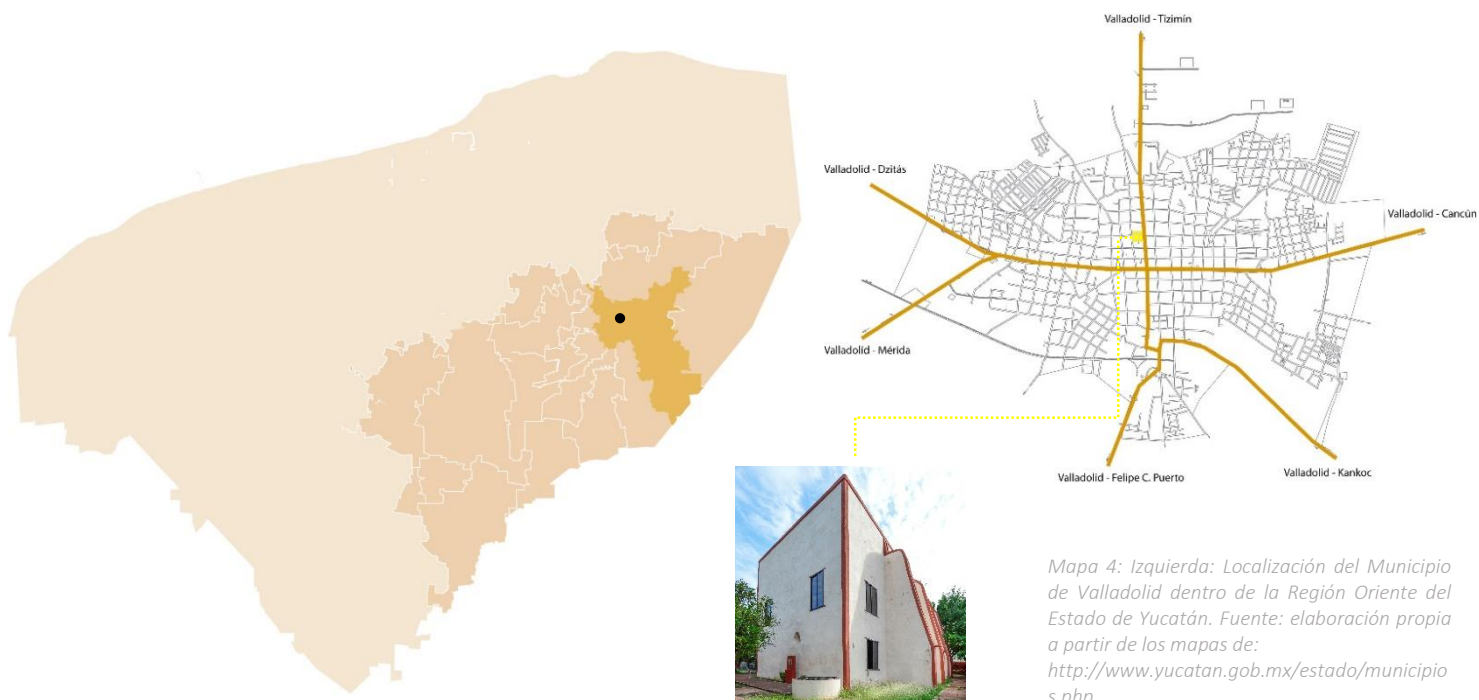 Valladolid - Tizimín
Valladolid - Dzitás
Valladolid - Cancún
Valladolid - Mérida
Valladolid - Kankoc
Valladolid - Felipe C. Puerto
Mapa 4: Izquierda: Localización del Municipio
de Valladolid dentro de la Región Oriente del
Estado de Yucatán. Fuente: elaboración propia
a partir de los mapas de:
http://www.yucatan.gob.mx/estado/municipio
s.php